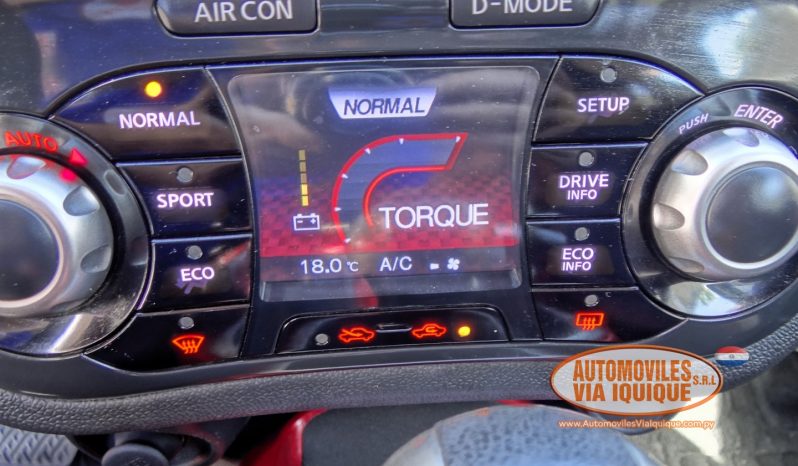 AIR CON
D-MODE
NORMAL
NORMAL
SETUP
AUTO
PUSH ENTER
SPORT
DRIVE
INFO
TORQUE
ECO
ECO
INFO
18.0 °C A/C
AUTOMOVILES
VIA IQUIQUE S.R.L
www.AutomovilesViaIquique.com.py